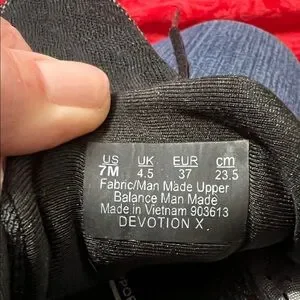 US UK EUR cm
7M 4.5 37 23.5
Fabric/Man Made Upper
Balance Man Made
Made in Vietnam 903613
DEVOTION X.